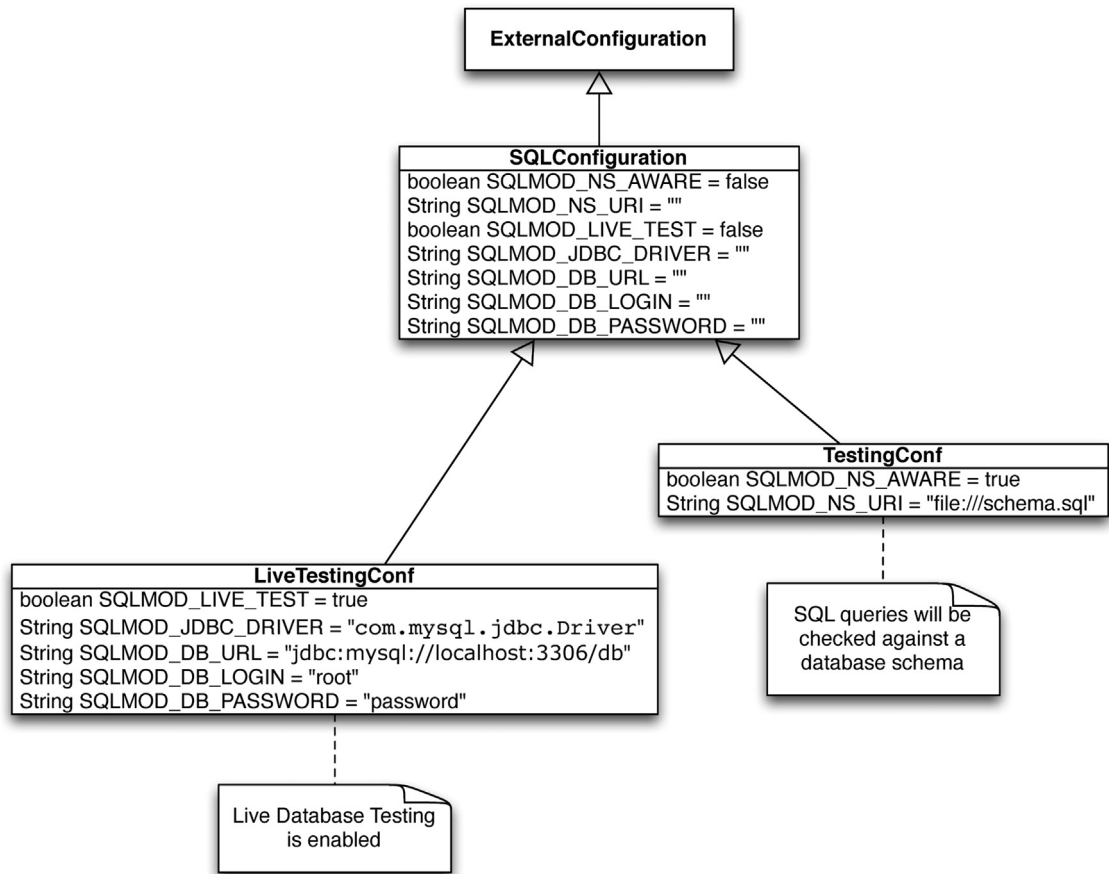 ExternalConfiguration
SQLConfiguration
boolean SQLMOD_NS_AWARE = false
String SQLMOD_NS_URI = ""
boolean SQLMOD_LIVE_TEST = false
String SQLMOD_JDBC_DRIVER = ""
String SQLMOD_DB_URL = ""
String SQLMOD_DB_LOGIN = ""
String SQLMOD_DB_PASSWORD = ""
TestingConf
boolean SQLMOD_NS_AWARE = true
String SQLMOD_NS_URI = "file:///schema.sql"
SQL queries will be
checked against a
database schema
LiveTestingConf
boolean SQLMOD_LIVE_TEST = true
String SQLMOD_JDBC_DRIVER = "com.mysql.jdbc.Driver"
String SQLMOD_DB_URL = "jdbc:mysql://localhost:3306/db"
String SQLMOD_DB_LOGIN = "root"
String SQLMOD_DB_PASSWORD = "password"
Live Database Testing
is enabled